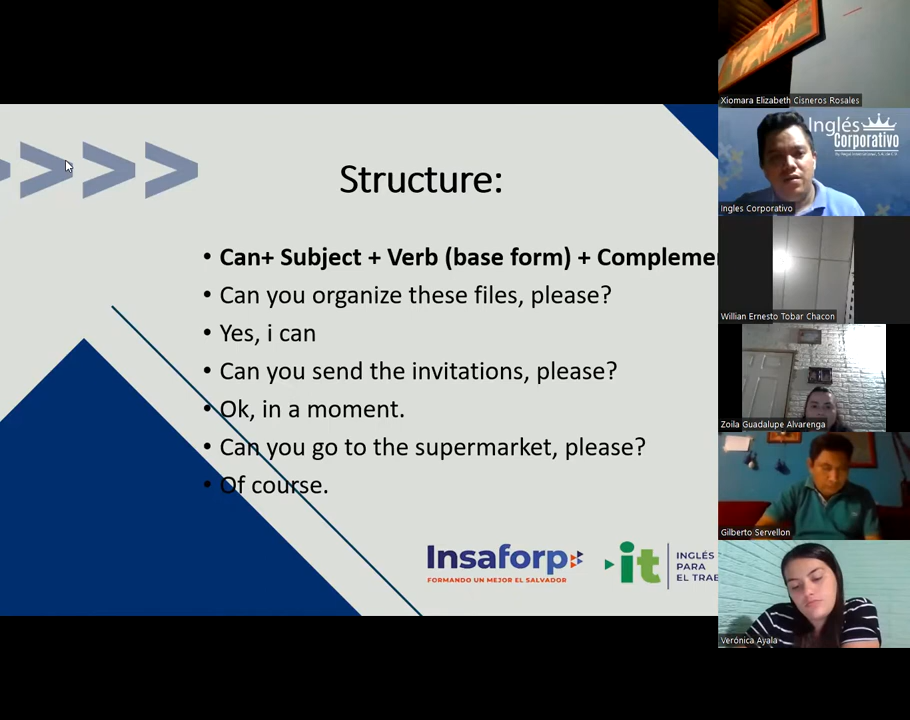 Structure:
• Can+ Subject + Verb (base form) + Compleme
• Can you organize these files, please?
• Yes, i can
• Can you send the invitations, please?
• Ok, in a moment.
• Can you go to the supermarket, please?
• Of course.
Insaforp
FORMANDO UN MEJOR EL SALVADOR
it
INGLÉS
PARA
EL TRA
Xiomara Elizabeth Cisneros Rosales
Inglés
Corporativo
Ingles Corporativo
Willian Ernesto Tobar Chacon
Zoila Guadalupe Alvarenga
Gilberto Servellon
Verónica Ayala